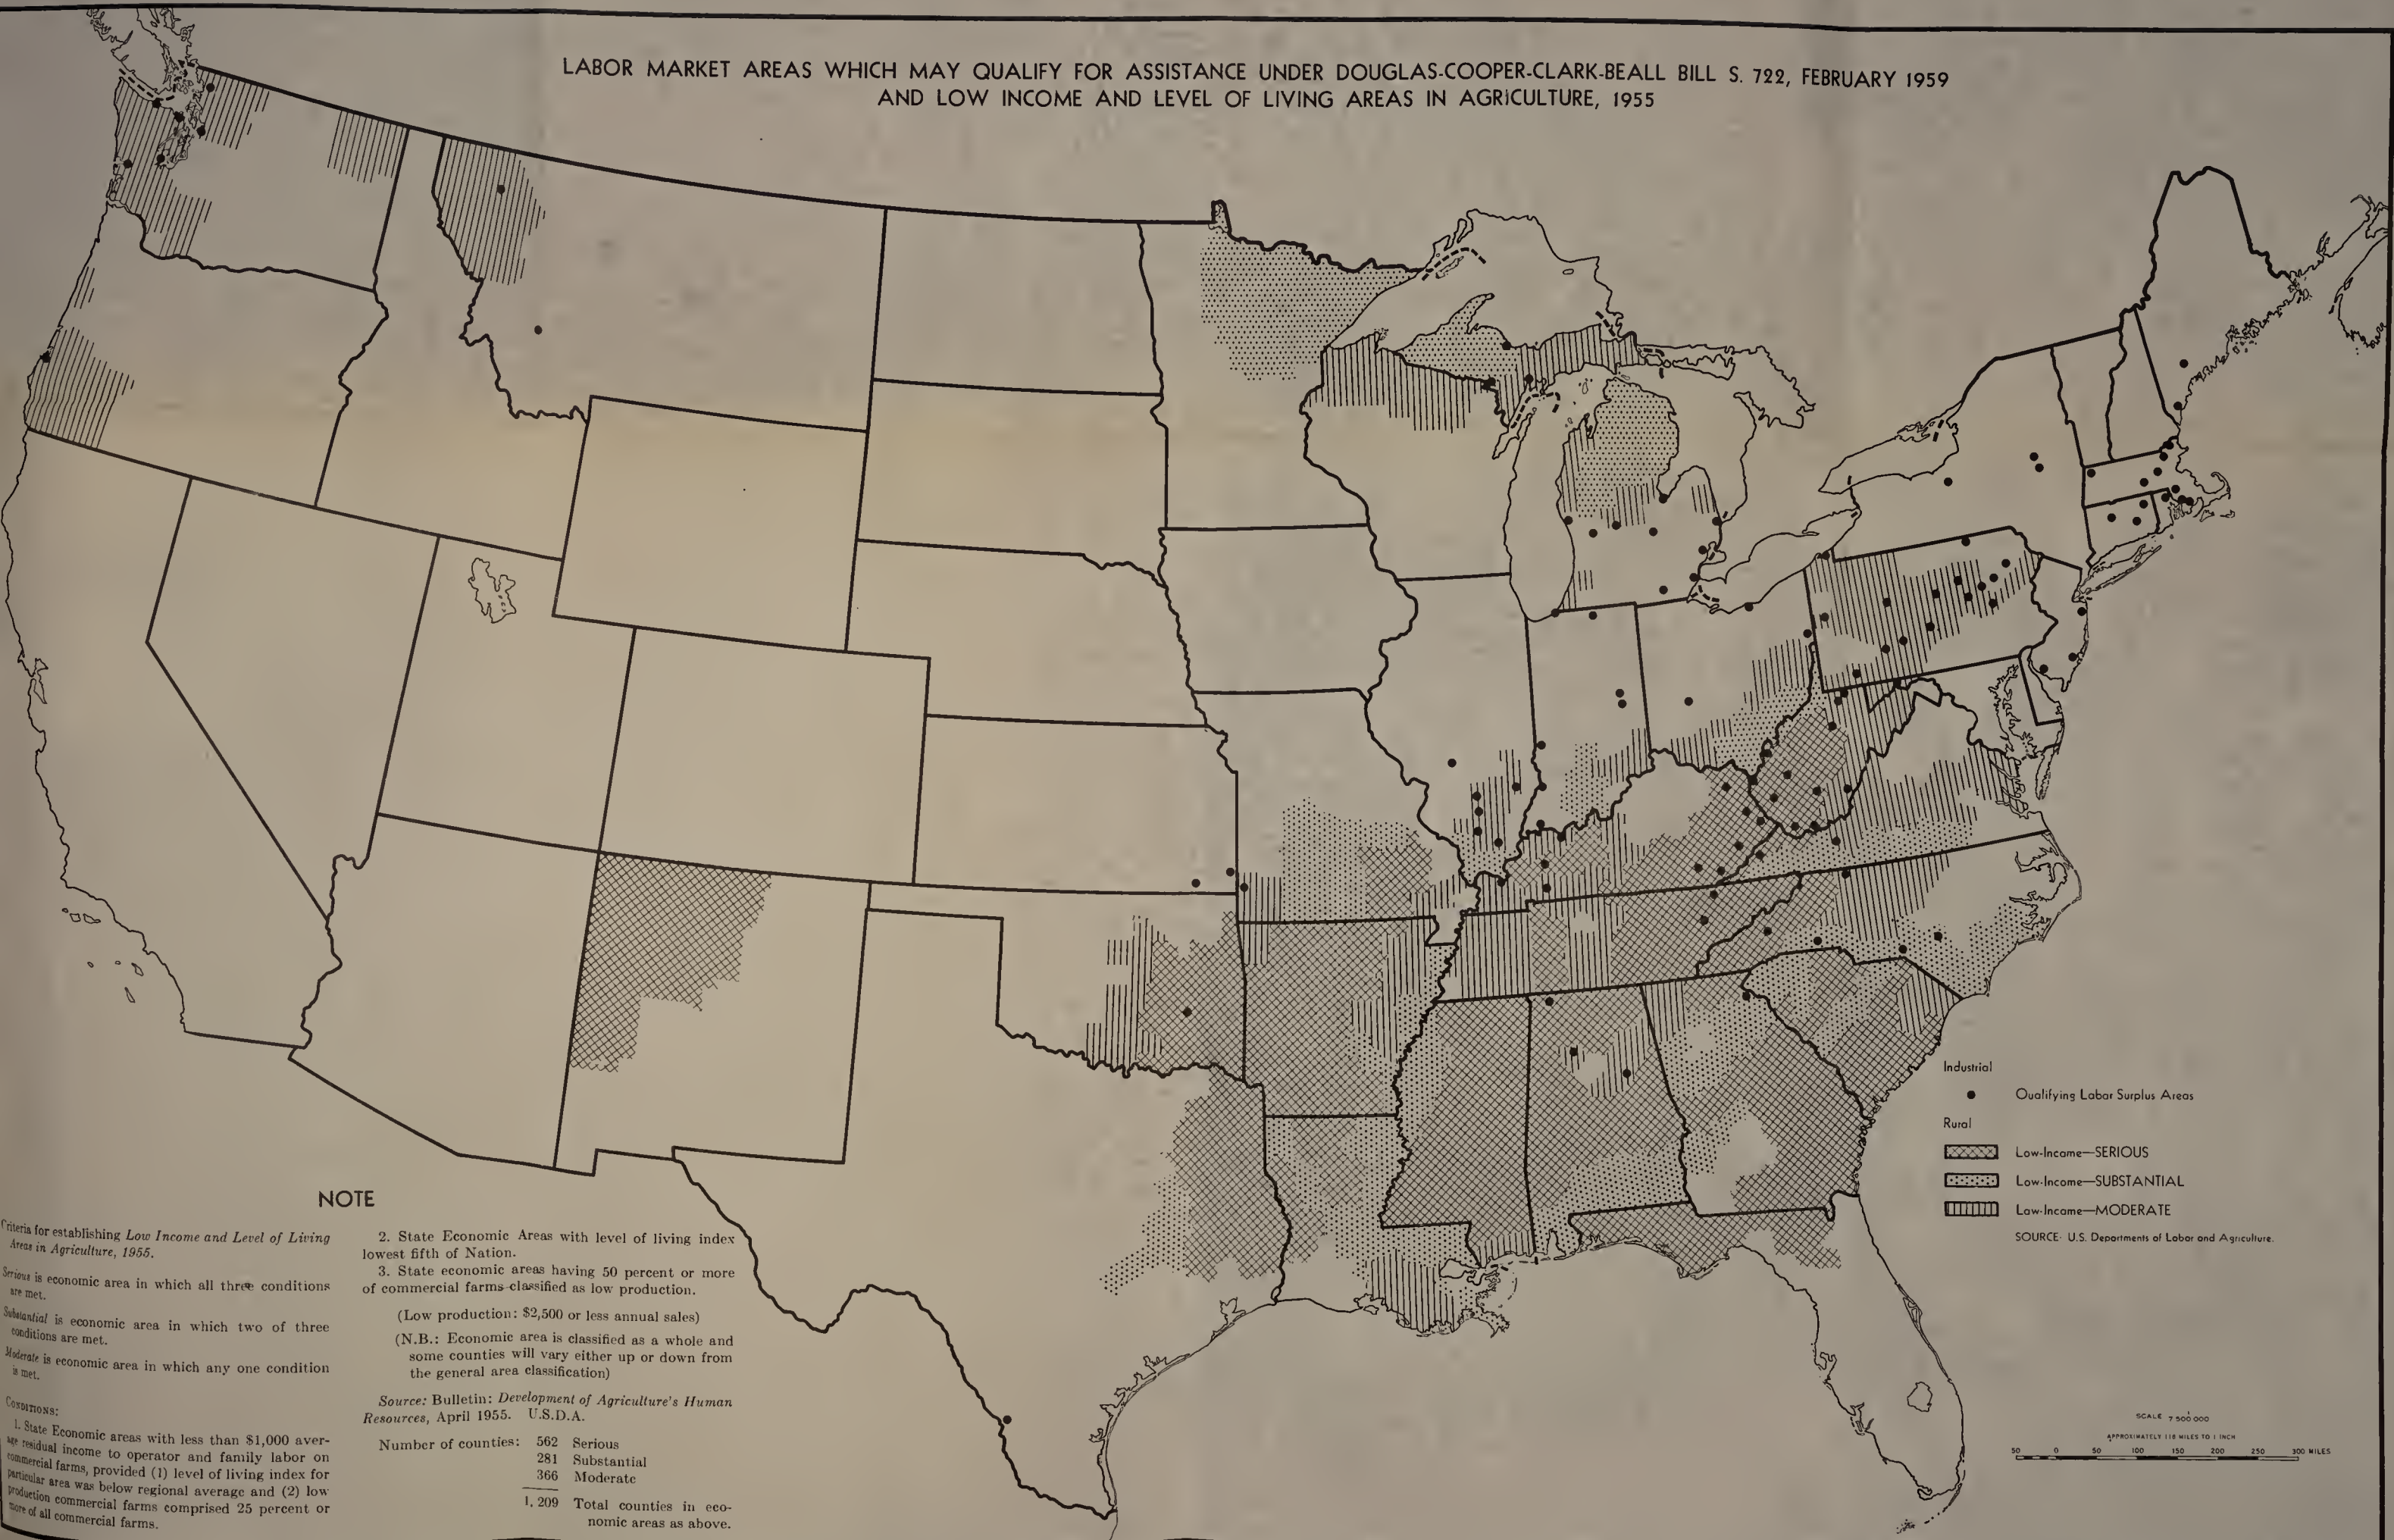 LABOR MARKET AREAS WHICH MAY QUALIFY FOR ASSISTANCE UNDER DOUGLAS-COOPER-CLARK-BEALL BILL S. 722, FEBRUARY 1959
AND LOW INCOME AND LEVEL OF LIVING AREAS IN AGRICULTURE, 1955
NOTE
Criteria for establishing Low Income and Level of Living
Areas in Agriculture, 1955.
Serious is economic area in which all three conditions
are met.
Substantial is economic area in which two of three
conditions are met.
Moderate is economic area in which any one condition
is met.
CONDITIONS:
1. State Economic areas with less than $1,000 aver-
age residual income to operator and family labor on
commercial farms, provided (1) level of living index for
particular area was below regional average and (2) low
production commercial farms comprised 25 percent or
more of all commercial farms.
2. State Economic Areas with level of living index
lowest fifth of Nation.
3. State economic areas having 50 percent or more
of commercial farms classified as low production.
(Low production: $2,500 or less annual sales)
(N.B.: Economic area is classified as a whole and
some counties will vary either up or down from
the general area classification)
Source: Bulletin: Development of Agriculture's Human
Resources, April 1955. U.S.D.A.
Number of counties: 562 Serious
281 Substantial
366 Moderate
1,209 Total counties in eco-
nomic areas as above.
Industrial
Qualifying Labor Surplus Areas
Rural
Low-Income—SERIOUS
Low-Income—SUBSTANTIAL
Low-Income—MODERATE
SOURCE: U.S. Departments of Labor and Agriculture.
SCALE 1/7 500 000
APPROXIMATELY 118 MILES TO 1 INCH
50 0 50 100 150 200 250 300 MILES